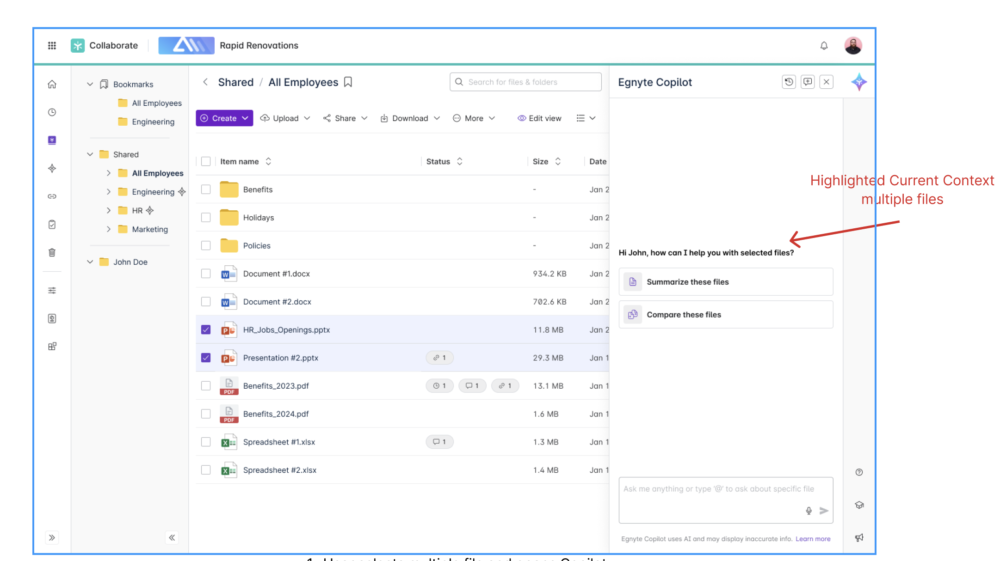 Collaborate
Rapid Renovations
Bookmarks
All Employees
Engineering
Shared
All Employees
Engineering
HR
Marketing
John Doe
Shared / All Employees
Search for files & folders
Create Upload Share Download More Edit view
Item name Status Size Date
Benefits - Jan 2
Holidays - Jan 2
Policies - Jan 2
Document #1.docx 934.2 KB Jan 2
Document #2.docx 702.6 KB Jan 2
HR_Jobs_Openings.pptx 11.8 MB Jan 2
Presentation #2.pptx 1 29.3 MB Jan 1
Benefits_2023.pdf 1 1 1 13.1 MB Jan 1
Benefits_2024.pdf 1.6 MB Jan 1
Spreadsheet #1.xlsx 1 1.3 MB Jan 1
Spreadsheet #2.xlsx 1.4 MB Jan 1
PDF
PDF
Egnyte Copilot
Highlighted Current Context
multiple files
Hi John, how can I help you with selected files?
Summarize these files
Compare these files
Ask me anything or type '@' to ask about specific file
Egnyte Copilot uses AI and may display inaccurate info. Learn more